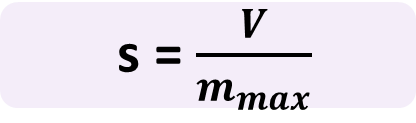 s = V / m_max